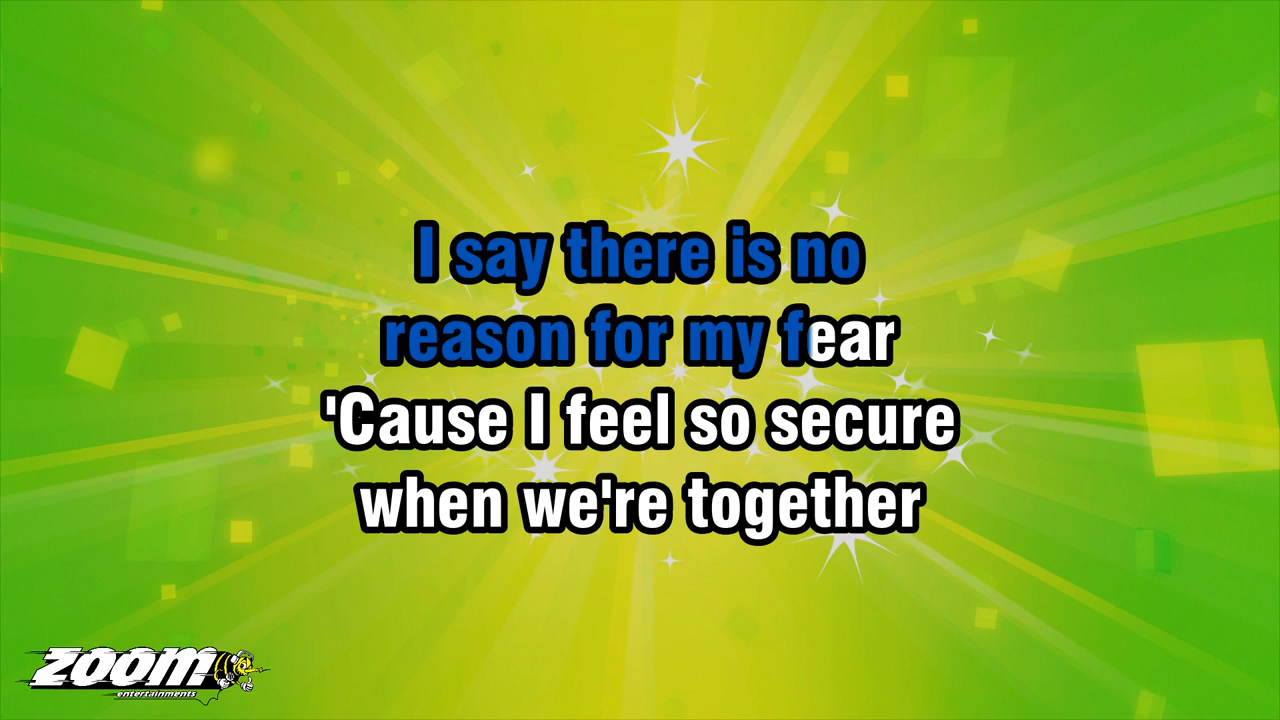 I say there is no
reason for my fear
'Cause I feel so secure
when we're together
ZOOM
entertainments